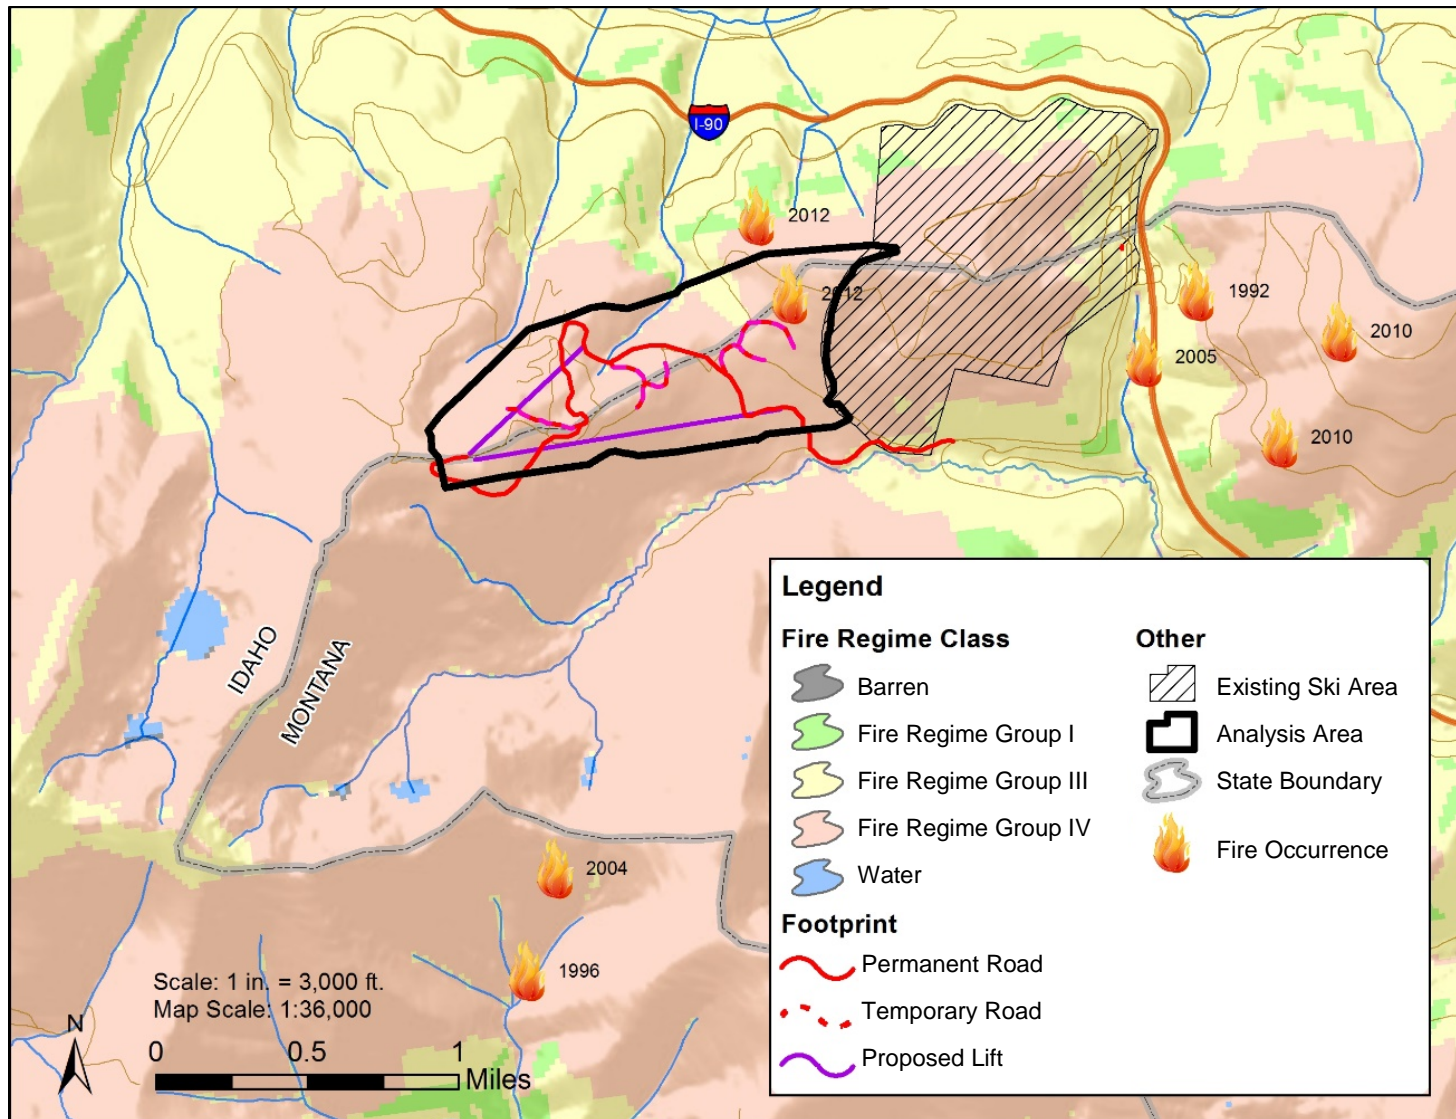 I-90
2012
2012
1992
2010
2005
2010
IDAHO
MONTANA
2004
1996
Scale: 1 in. = 3,000 ft.
Map Scale: 1:36,000
N
0 0.5 1
Miles
Legend
Fire Regime Class
Barren
Fire Regime Group I
Fire Regime Group III
Fire Regime Group IV
Water
Footprint
Permanent Road
Temporary Road
Proposed Lift
Other
Existing Ski Area
Analysis Area
State Boundary
Fire Occurrence